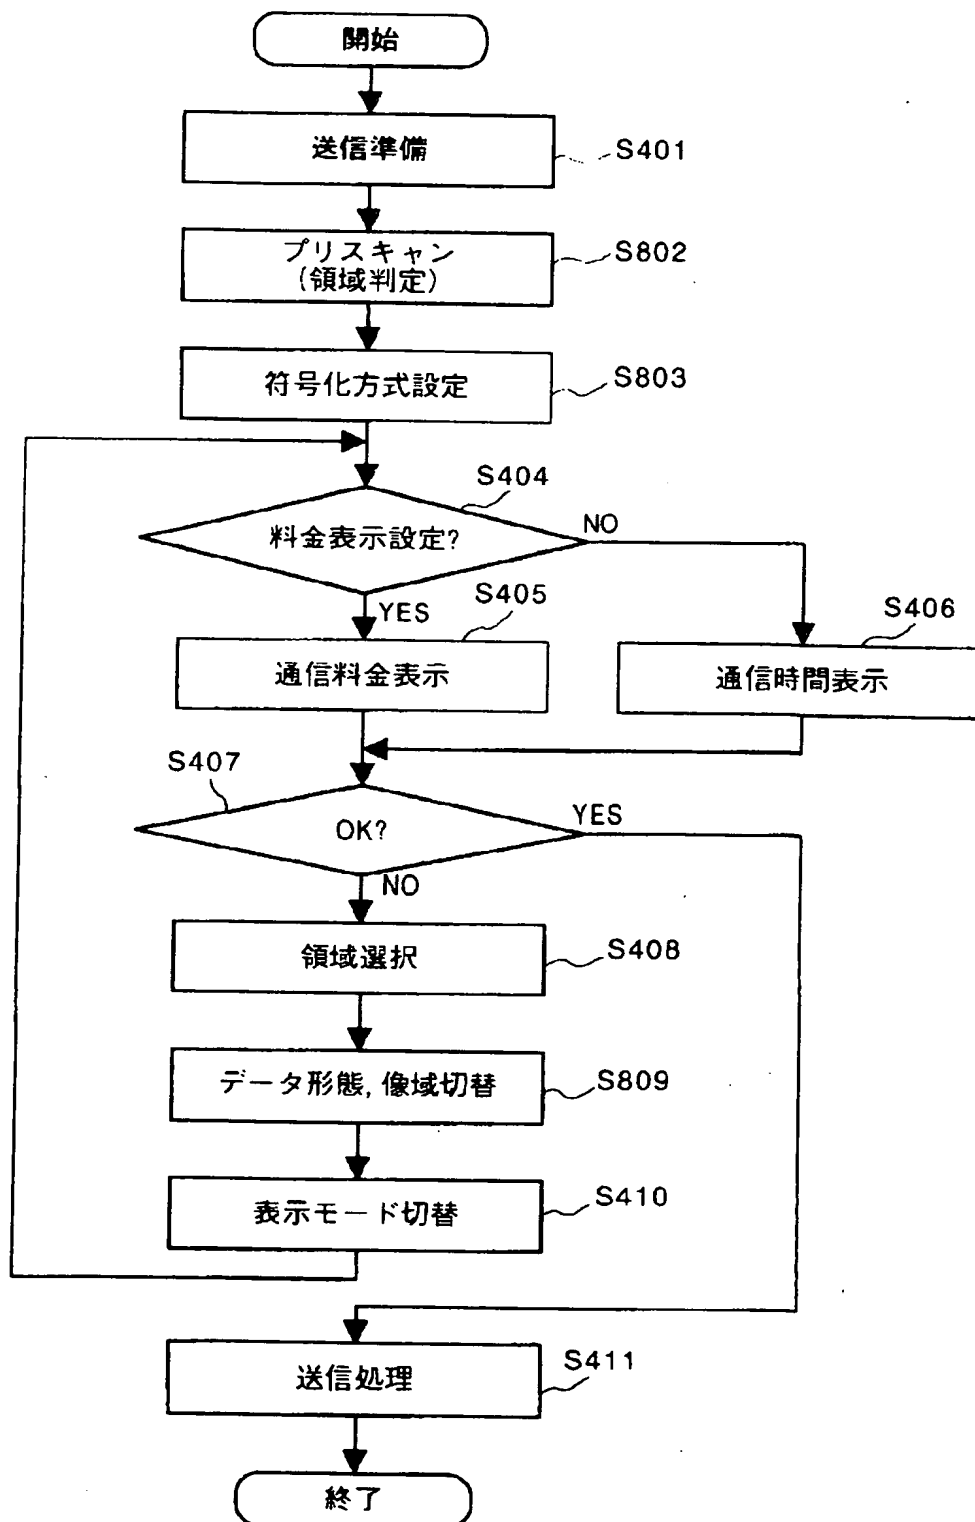 開始
送信準備
S401
プリスキャン
(領域判定)
S802
符号化方式設定
S803
S404
料金表示設定?
NO
YES
S405
通信料金表示
S406
通信時間表示
S407
OK?
YES
NO
領域選択
S408
データ形態, 像域切替
S809
表示モード切替
S410
送信処理
S411
終了